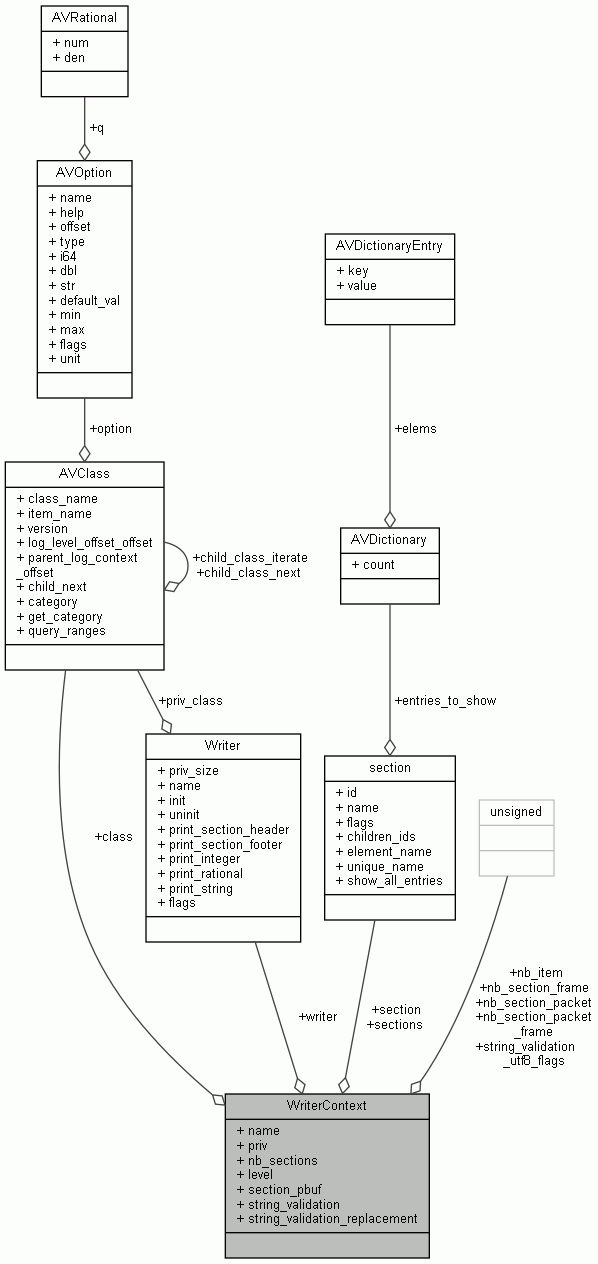 AVRational
+ num
+ den
+q
AVOption
+ name
+ help
+ offset
+ type
+ i64
+ dbl
+ str
+ default_val
+ min
+ max
+ flags
+ unit
AVDictionaryEntry
+ key
+ value
+option
+elems
AVClass
+ class_name
+ item_name
+ version
+ log_level_offset_offset
+ parent_log_context
_offset
+ child_next
+ category
+ get_category
+ query_ranges
+child_class_iterate
+child_class_next
AVDictionary
+ count
+priv_class
+entries_to_show
Writer
+ priv_size
+ name
+ init
+ uninit
+ print_section_header
+ print_section_footer
+ print_integer
+ print_rational
+ print_string
+ flags
section
+ id
+ name
+ flags
+ children_ids
+ element_name
+ unique_name
+ show_all_entries
unsigned
+class
+writer
+section
+sections
+nb_item
+nb_section_frame
+nb_section_packet
+nb_section_packet
_frame
+string_validation
_utf8_flags
WriterContext
+ name
+ priv
+ nb_sections
+ level
+ section_pbuf
+ string_validation
+ string_validation_replacement